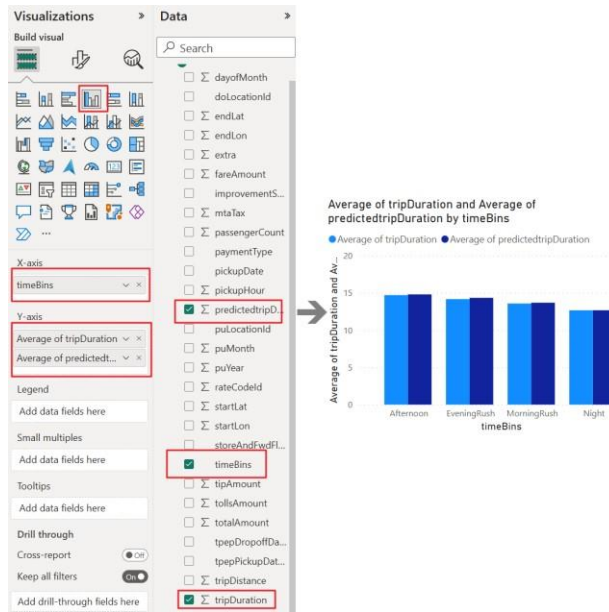 Visualizations
Build visual
X-axis
timeBins
Y-axis
Average of tripDuration
Average of predictedt...
Legend
Add data fields here
Small multiples
Add data fields here
Tooltips
Add data fields here
Drill through
Cross-report
Off
Keep all filters
On
Add drill-through fields here
Data
Search
dayofMonth
doLocationId
endLat
endLon
extra
fareAmount
improvementS...
mtaTax
passengerCount
paymentType
pickupDate
pickupHour
predictedtripD...
puLocationId
puMonth
puYear
rateCodeId
startLat
startLon
storeAndFwdFl...
timeBins
tipAmount
tollsAmount
totalAmount
tpepDropoffDa...
tpepPickupDat...
tripDistance
tripDuration
Average of tripDuration and Average of
predictedtripDuration by timeBins
Average of tripDuration Average of predictedtripDuration
Average of tripDuration and Av...
20
15
10
5
0
Afternoon EveningRush MorningRush Night
timeBins